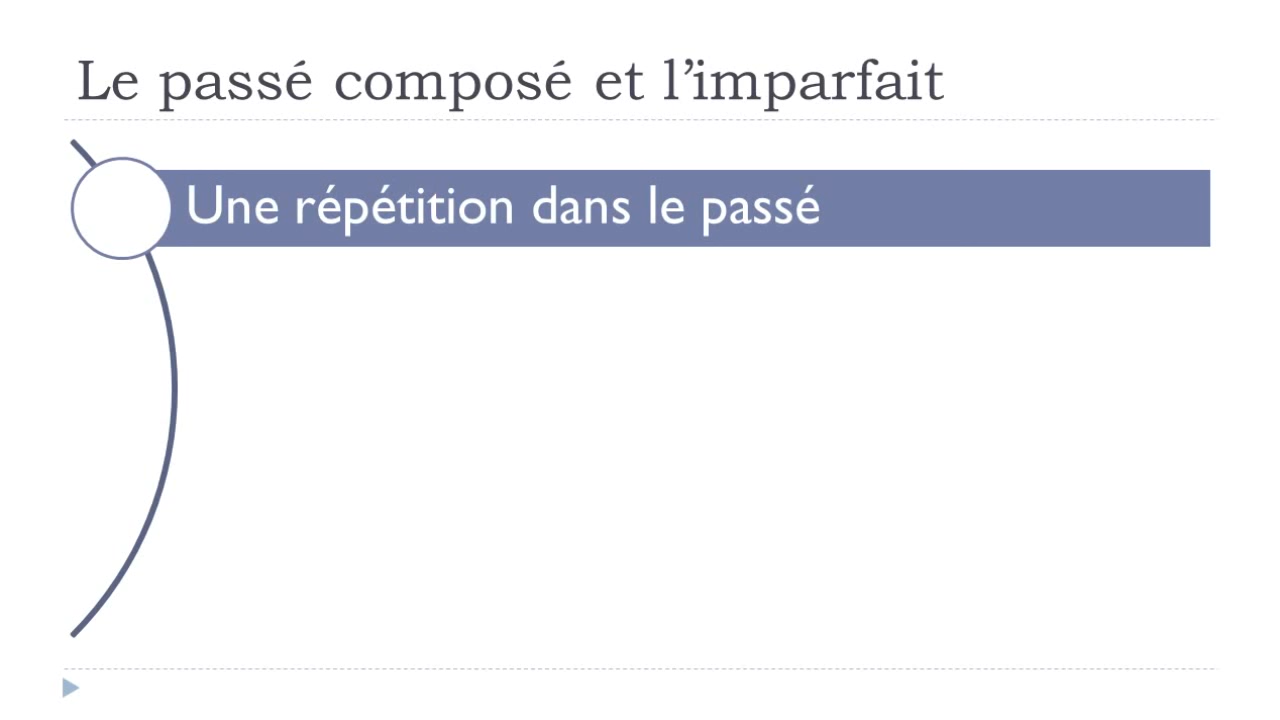 Le passé composé et l’imparfait
Une répétition dans le passé